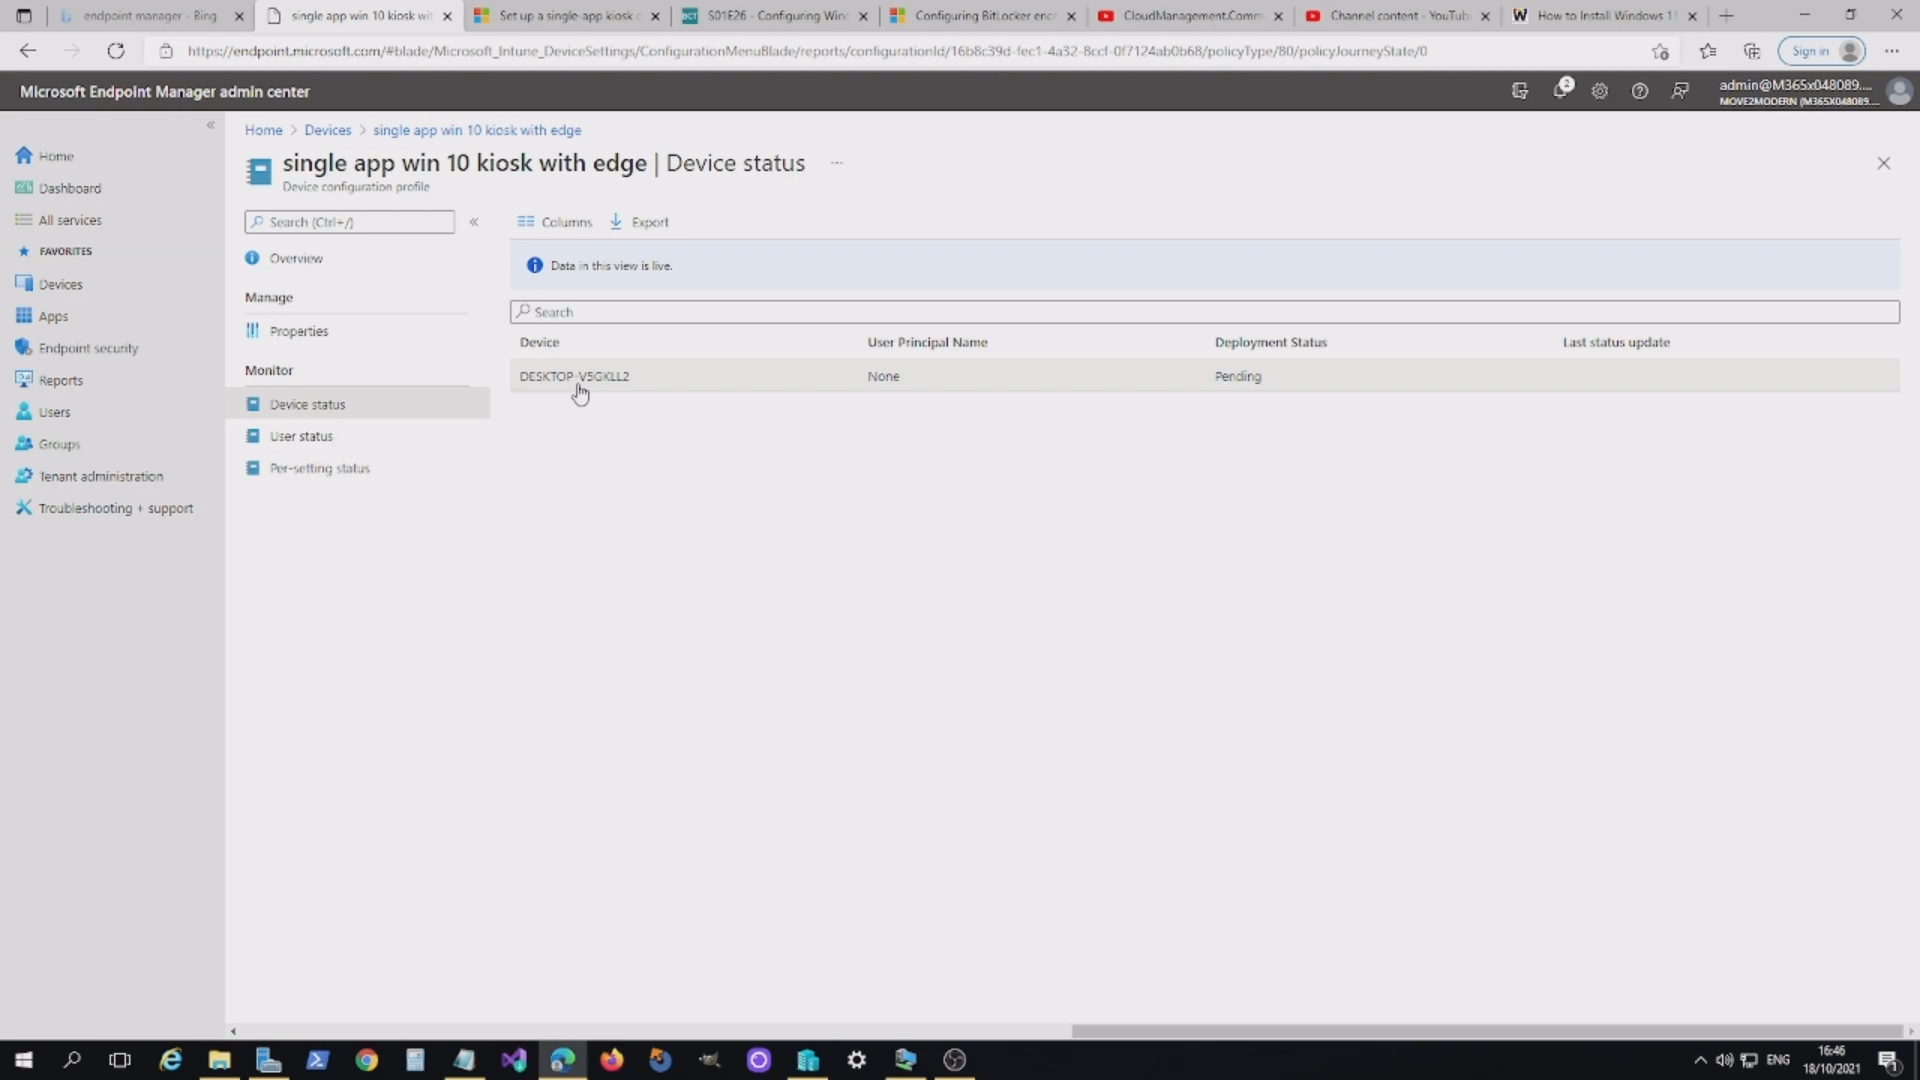 endpoint manager - Bing
single app win 10 kiosk wit
Set up a single-app kiosk
S01E26 - Configuring Wind
Configuring BitLocker enc
CloudManagement.Comm
Channel content - YouTub
How to Install Windows 11
https://endpoint.microsoft.com/#blade/Microsoft_Intune_DeviceSettings/ConfigurationMenuBlade/reports/configurationId/16b8c39d-fec1-4a32-8ccf-0f7124ab0b68/policyType/80/policyJourneyState/0
Sign in
Microsoft Endpoint Manager admin center
2
admin@M365x048089....
MOVE2MODERN (M365X048089...
Home > Devices > single app win 10 kiosk with edge
single app win 10 kiosk with edge | Device status ...
Device configuration profile
Home
Dashboard
All services
FAVORITES
Devices
Apps
Endpoint security
Reports
Users
Groups
Tenant administration
Troubleshooting + support
Search (Ctrl+/)
Overview
Manage
Properties
Monitor
Device status
User status
Per-setting status
Columns Export
Data in this view is live.
Search
Device User Principal Name Deployment Status Last status update
DESKTOP-V5GKLL2 None Pending
ENG
16:46
18/10/2021
1